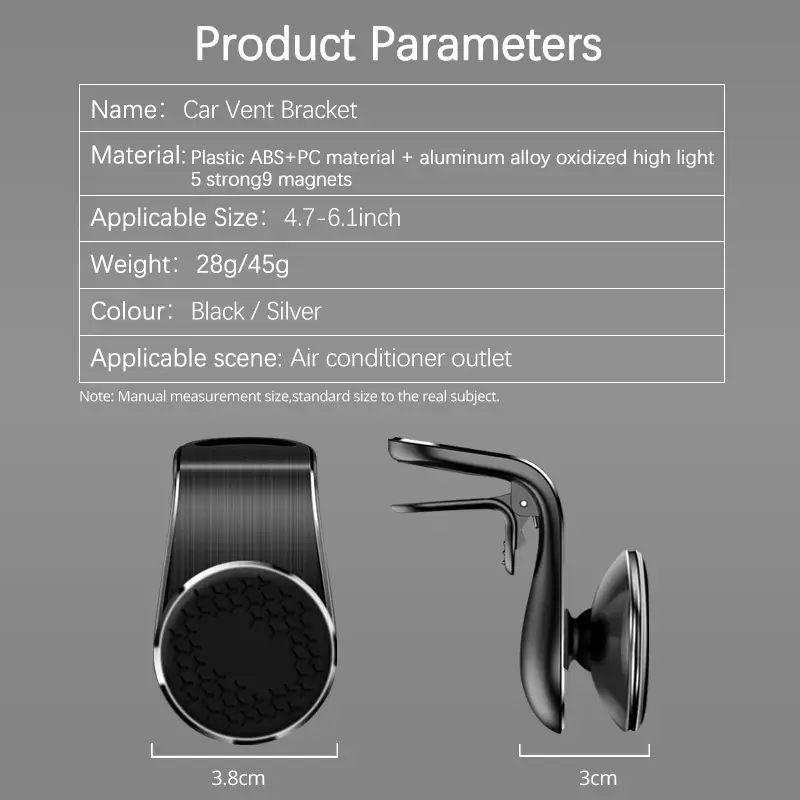 Product Parameters
Name: Car Vent Bracket
Material: Plastic ABS+PC material + aluminum alloy oxidized high light
5 strong9 magnets
Applicable Size: 4.7-6.1inch
Weight: 28g/45g
Colour: Black / Silver
Applicable scene: Air conditioner outlet
Note: Manual measurement size,standard size to the real subject.
3.8cm
3cm